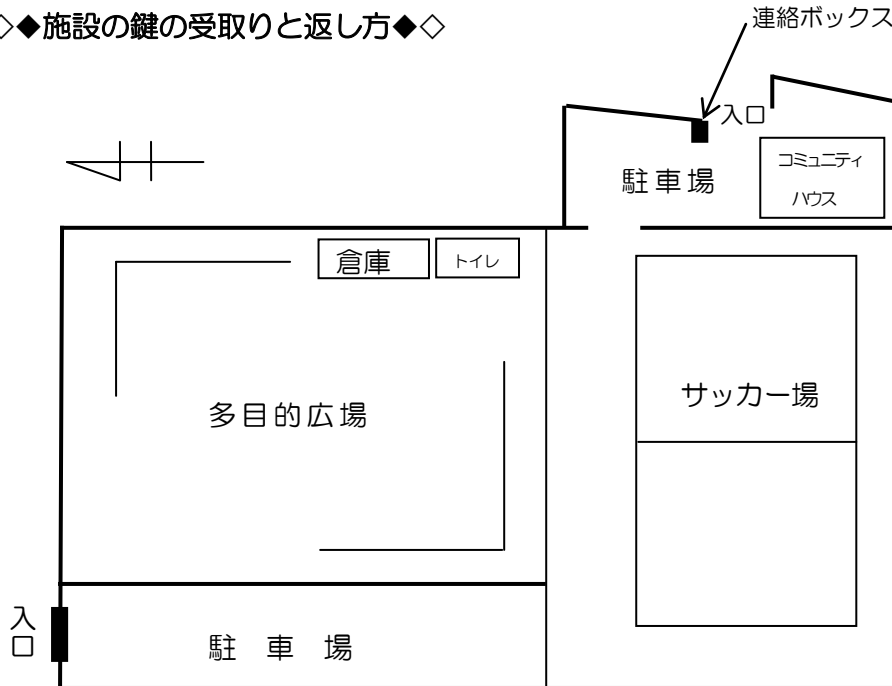 ◇◆施設の鍵の受取りと返し方◆◇
連絡ボックス
入口
駐車場
コミュニティ
ハウス
倉庫
トイレ
多目的広場
サッカー場
入口
駐車場